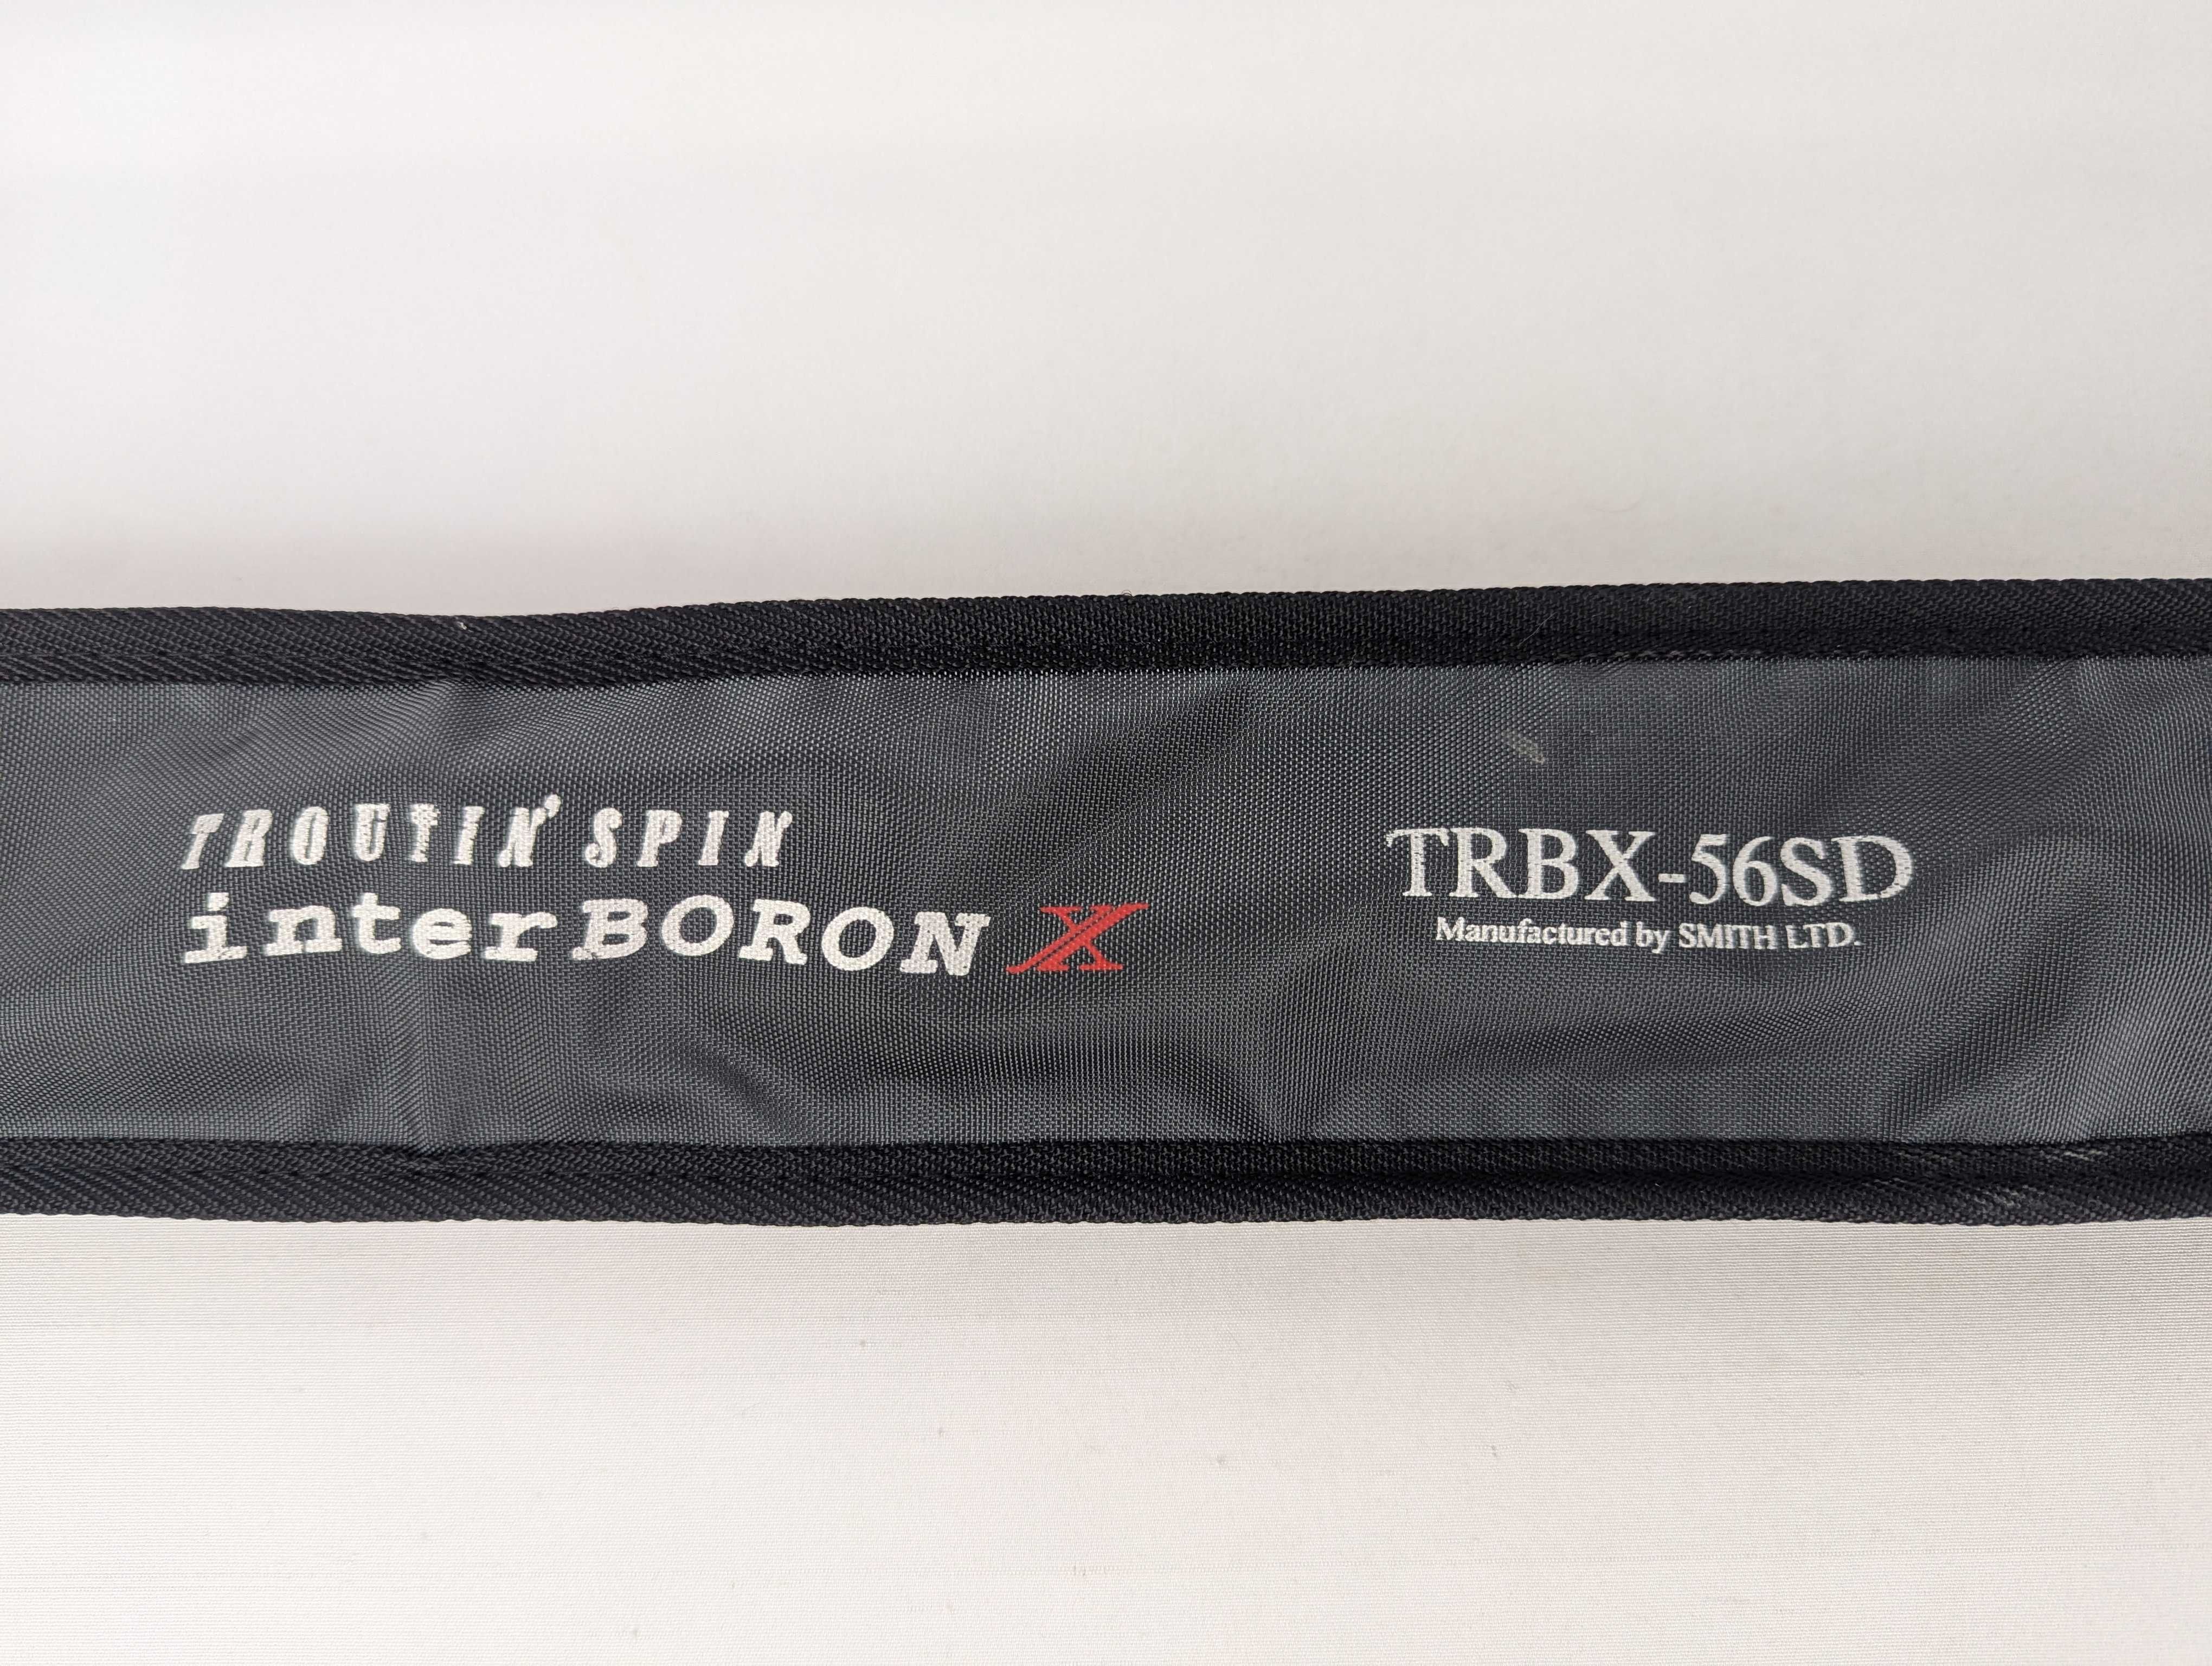 TROUTIN' SPIN
interBORON X
TRBX-56SD
Manufactured by SMITH LTD.